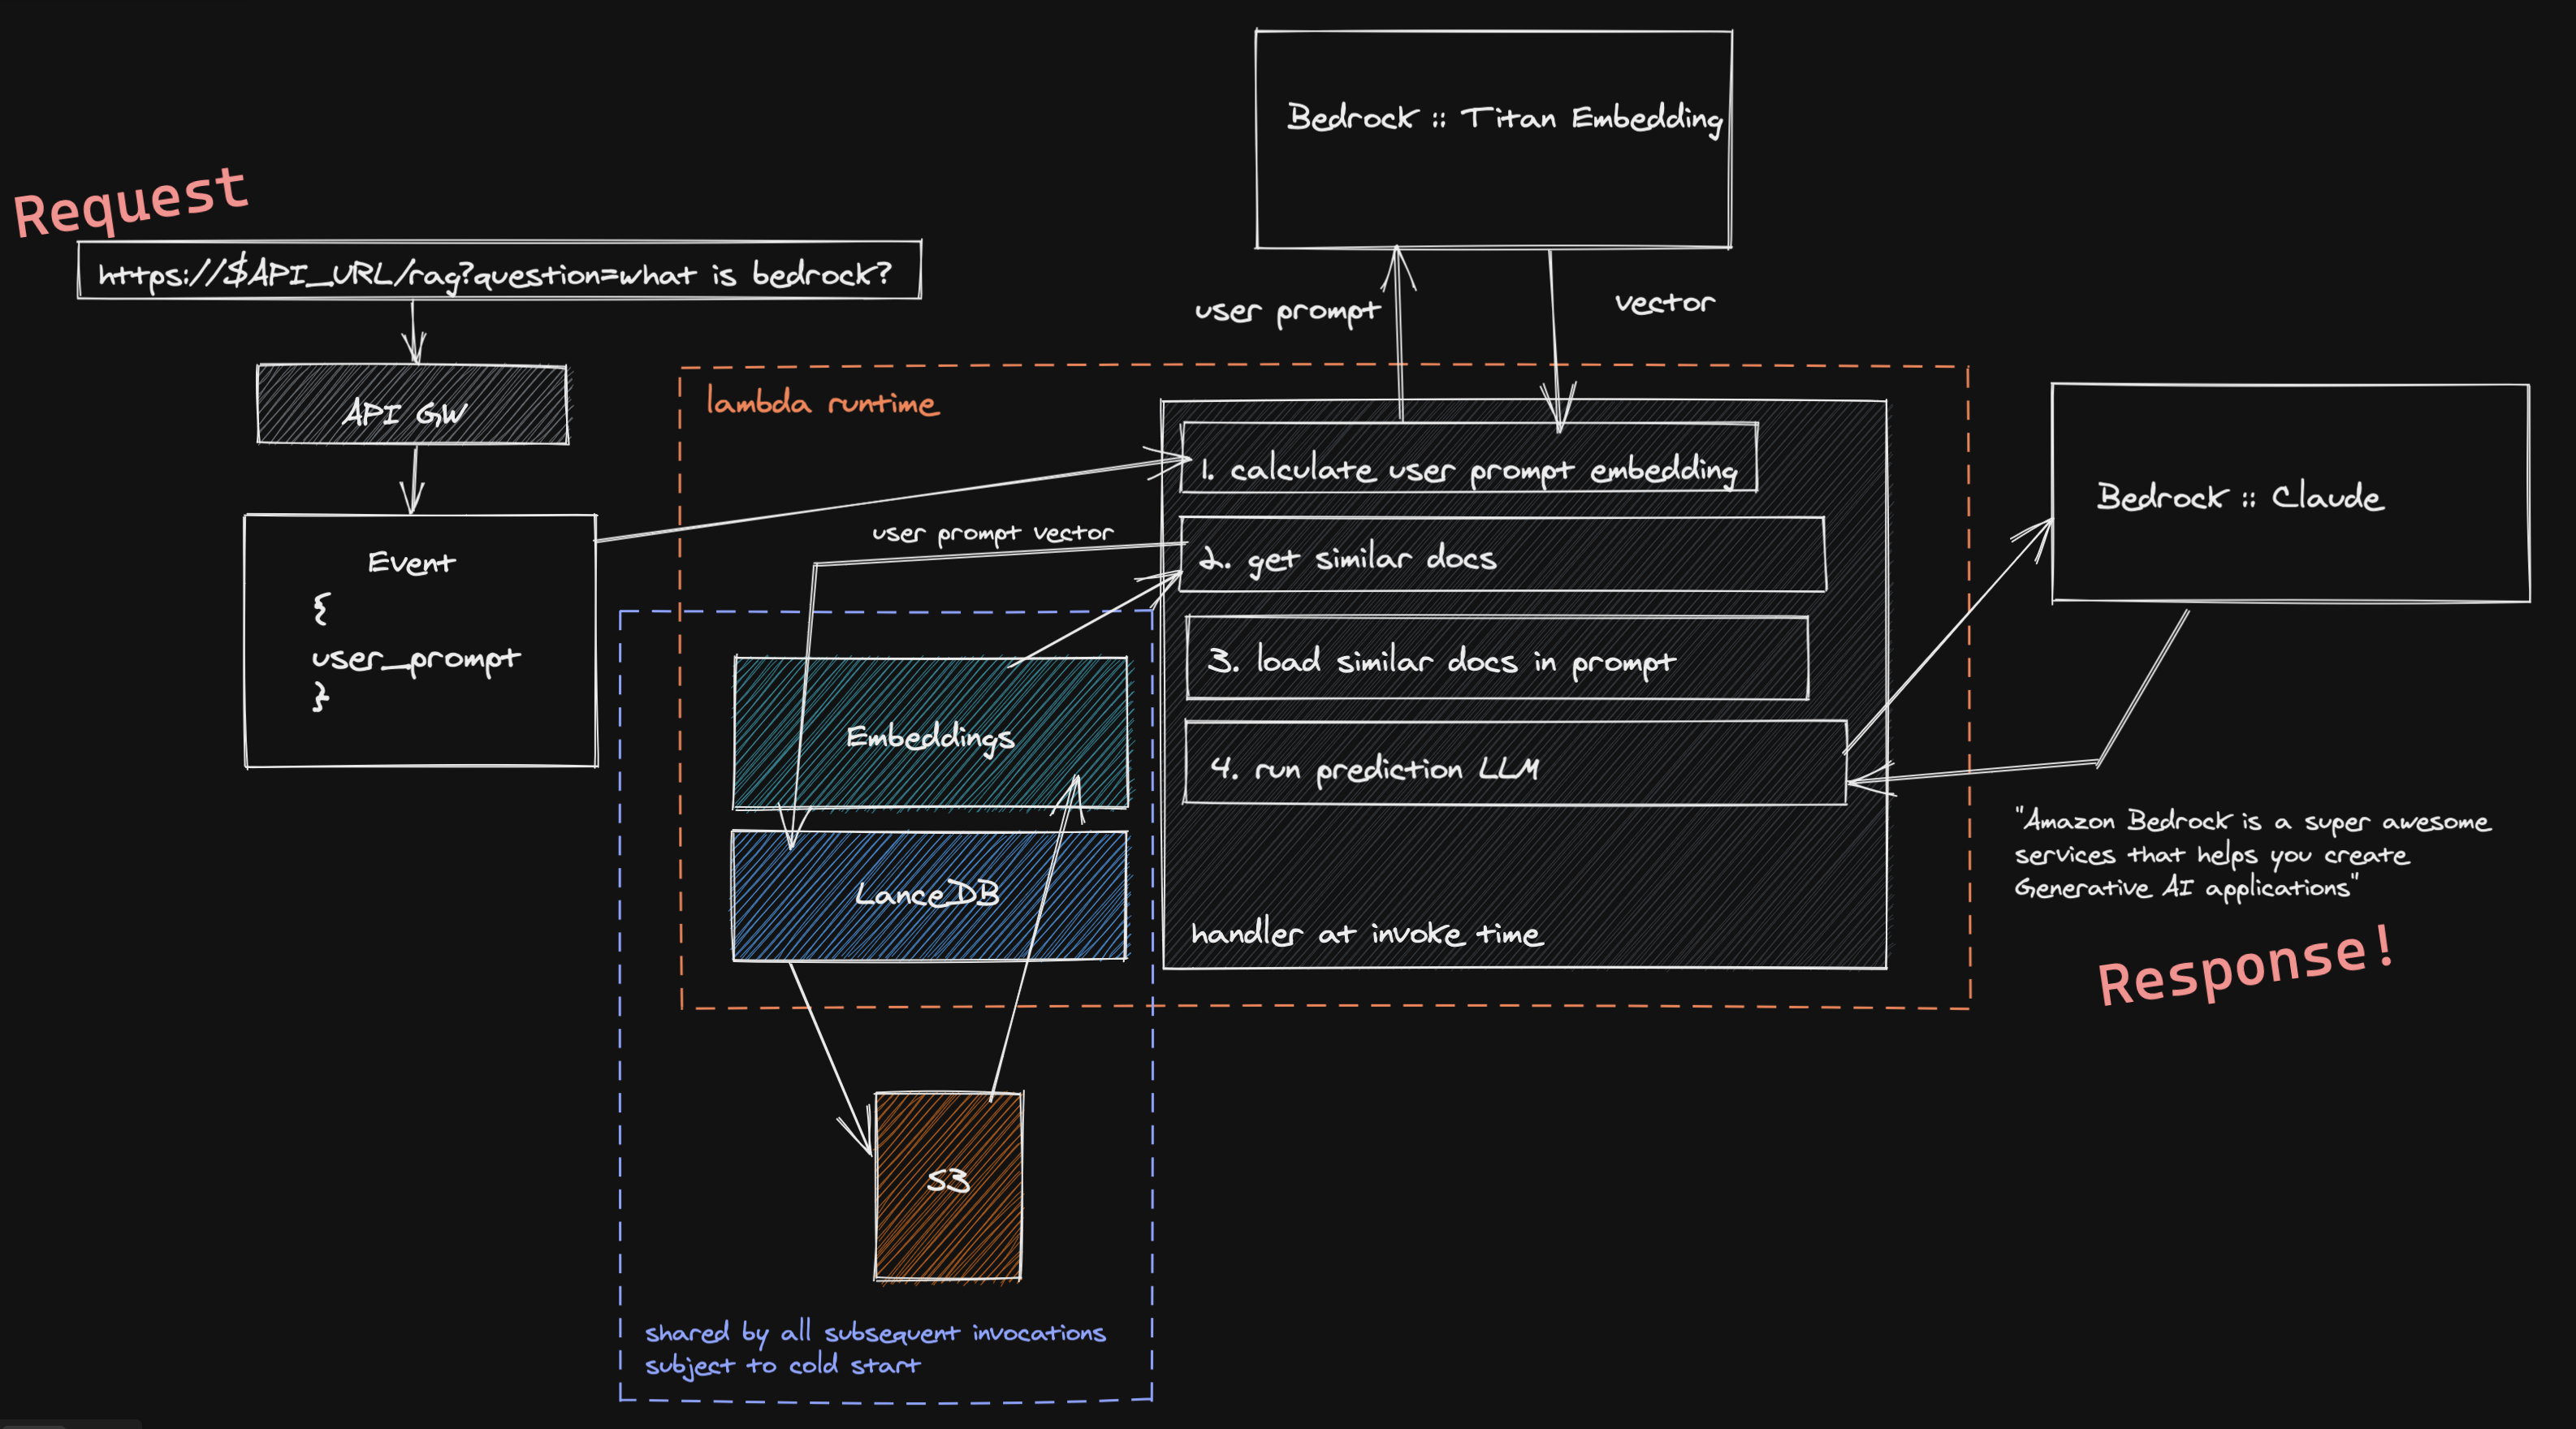 Request
https://$API_URL/rag?question=what is bedrock?
API GW
Event
{
user_prompt
}
Bedrock :: Titan Embedding
user prompt
vector
lambda runtime
1. calculate user prompt embedding
user prompt vector
2. get similar docs
3. load similar docs in prompt
4. run prediction LLM
handler at invoke time
Embeddings
LanceDB
S3
shared by all subsequent invocations
subject to cold start
Bedrock :: Claude
"Amazon Bedrock is a super awesome
services that helps you create
Generative AI applications"
Response!